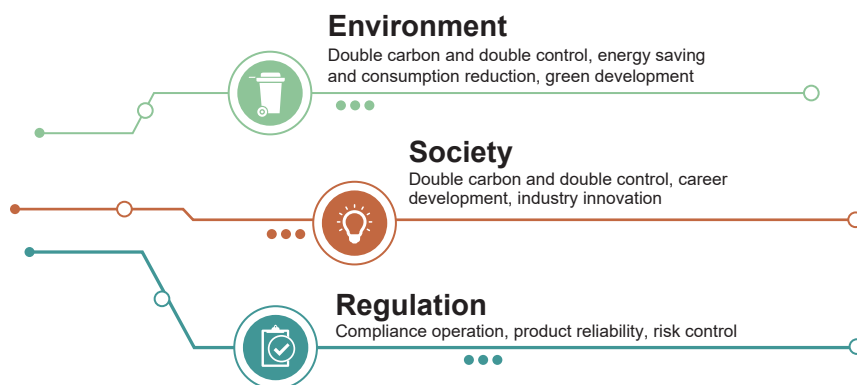 Environment
Double carbon and double control, energy saving
and consumption reduction, green development
Society
Double carbon and double control, career
development, industry innovation
Regulation
Compliance operation, product reliability, risk control